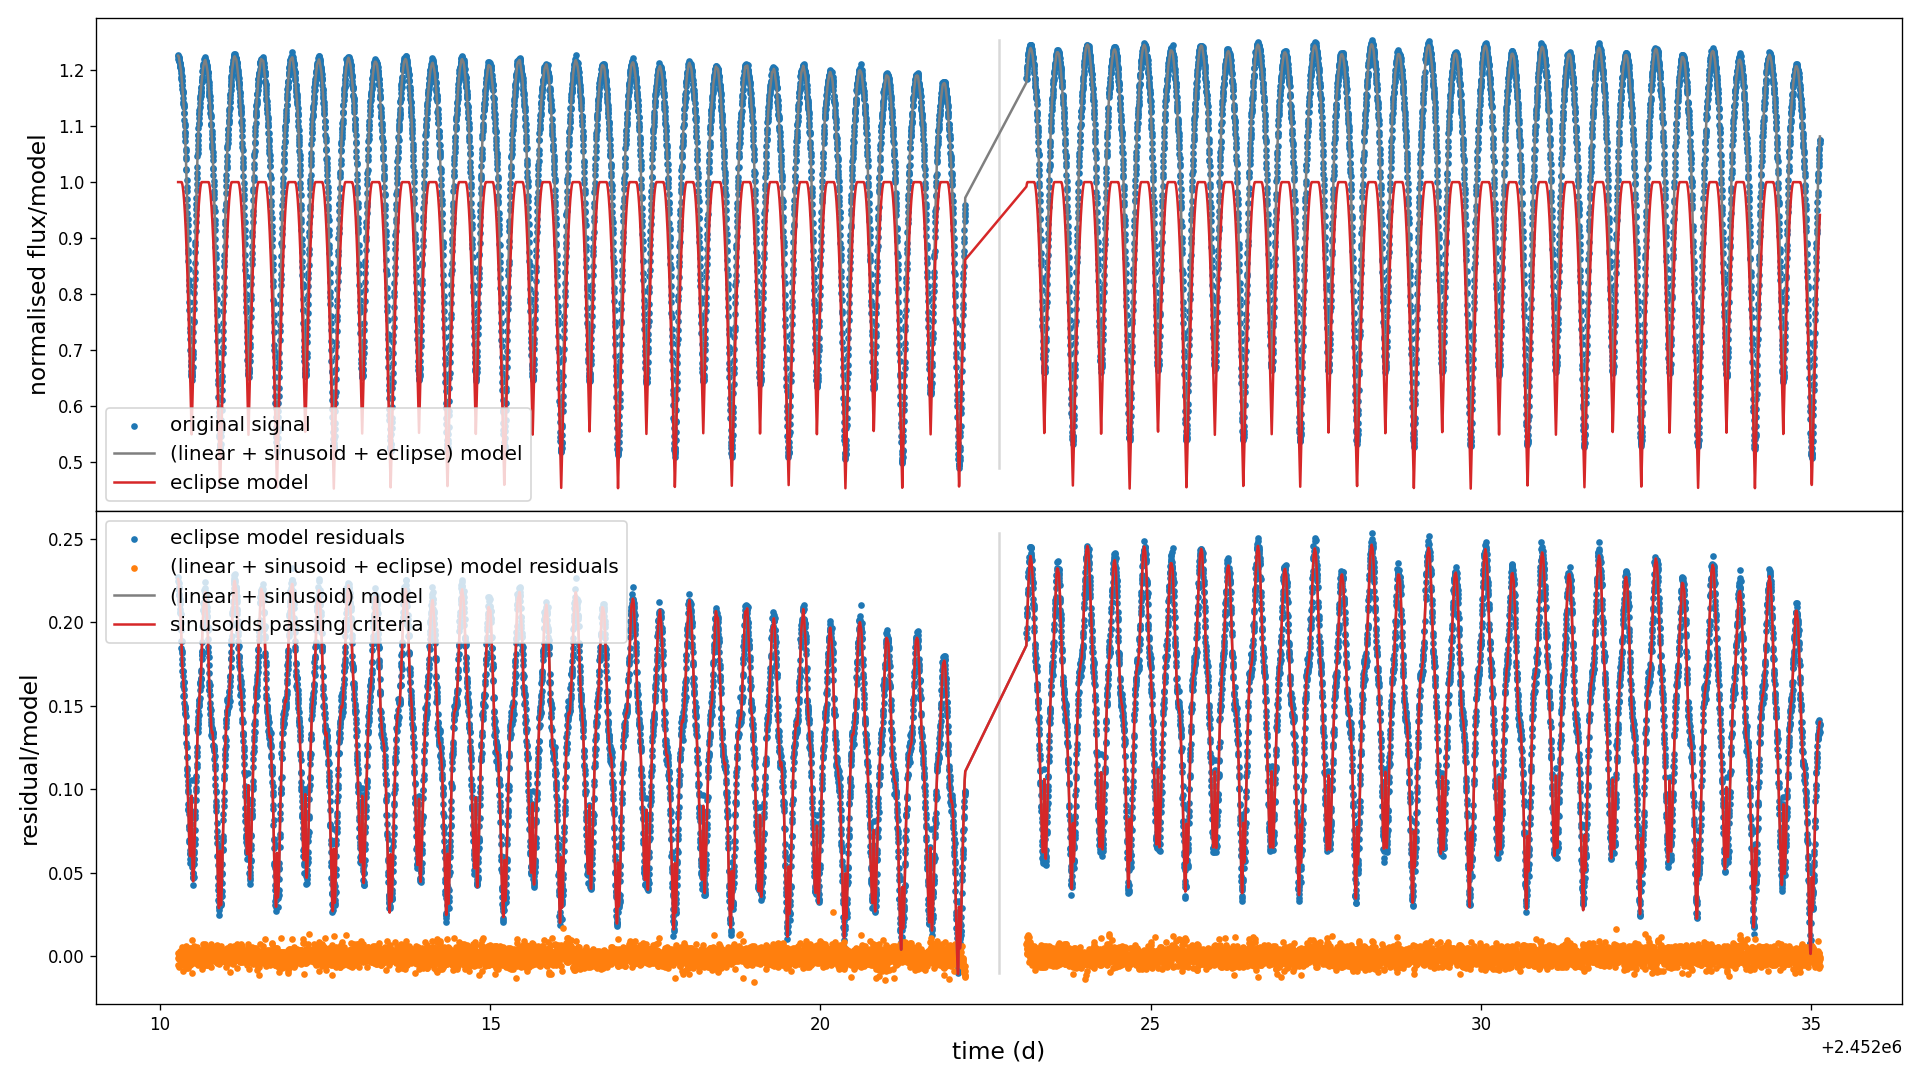 normalised flux/model
1.2
1.1
1.0
0.9
0.8
0.7
0.6
0.5
original signal
(linear + sinusoid + eclipse) model
eclipse model
residual/model
0.25
0.20
0.15
0.10
0.05
0.00
eclipse model residuals
(linear + sinusoid + eclipse) model residuals
(linear + sinusoid) model
sinusoids passing criteria
10 15 20 25 30 35
time (d)
+2.452e6